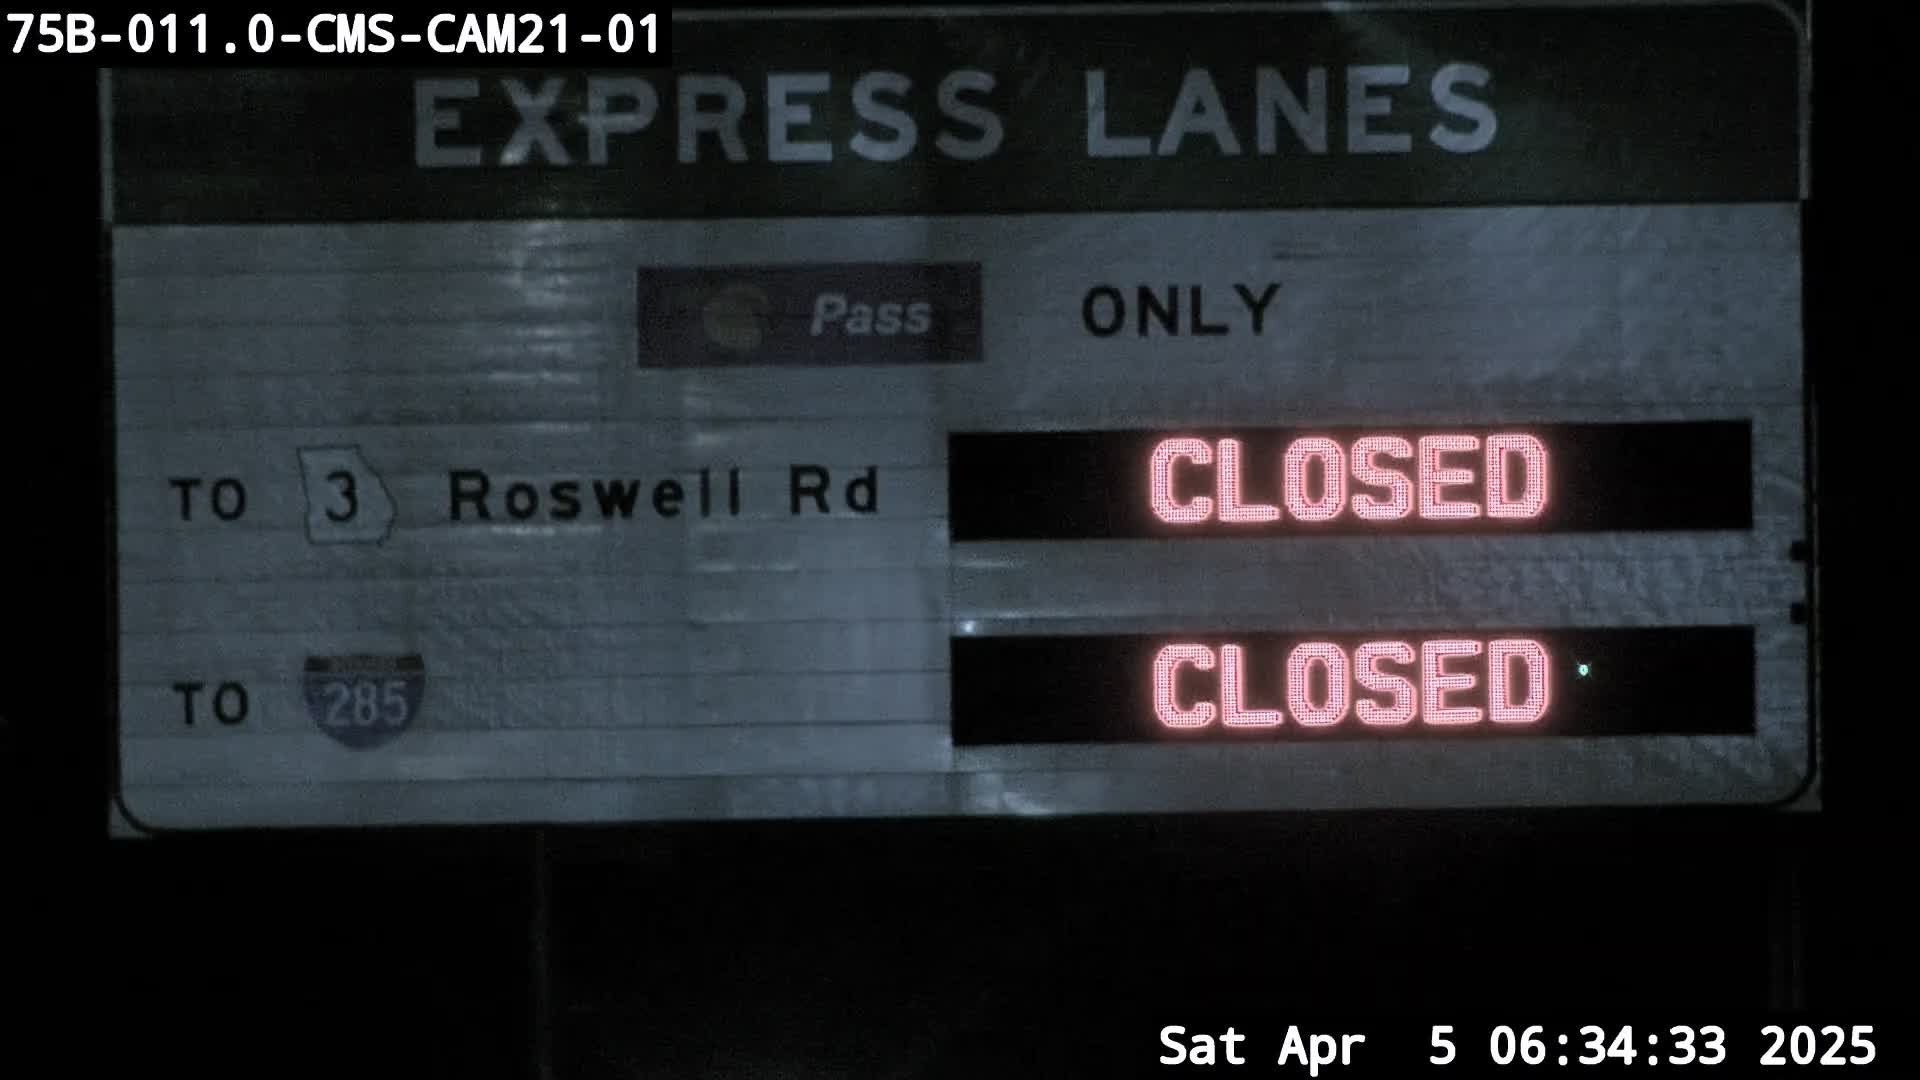 75B-011.0-CMS-CAM21-01
EXPRESS LANES
Pass ONLY
TO 3 Roswell Rd CLOSED
TO 285 CLOSED
Sat Apr 5 06:34:33 2025